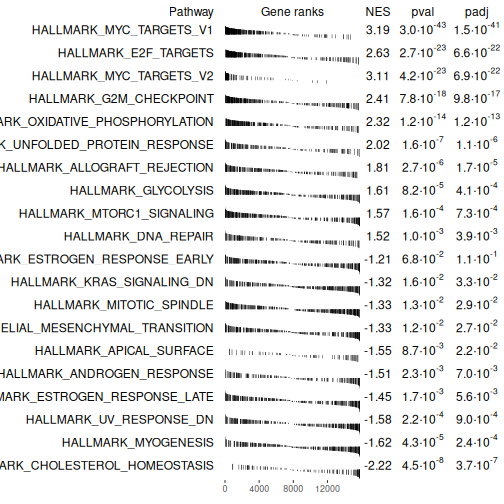 Pathway Gene ranks NES pval padj
HALLMARK_MYC_TARGETS_V1 3.19 3.0·10⁻⁴³ 1.5·10⁻⁴¹
HALLMARK_E2F_TARGETS 2.63 2.7·10⁻²³ 6.6·10⁻²²
HALLMARK_MYC_TARGETS_V2 3.11 4.2·10⁻²³ 6.9·10⁻²²
HALLMARK_G2M_CHECKPOINT 2.41 7.8·10⁻¹⁸ 9.8·10⁻¹⁷
ARK_OXIDATIVE_PHOSPHORYLATION 2.32 1.2·10⁻¹⁴ 1.2·10⁻¹³
K_UNFOLDED_PROTEIN_RESPONSE 2.02 1.6·10⁻⁷ 1.1·10⁻⁶
HALLMARK_ALLOGRAFT_REJECTION 1.81 2.7·10⁻⁶ 1.7·10⁻⁵
HALLMARK_GLYCOLYSIS 1.61 8.2·10⁻⁵ 4.1·10⁻⁴
HALLMARK_MTORC1_SIGNALING 1.57 1.6·10⁻⁴ 7.3·10⁻⁴
HALLMARK_DNA_REPAIR 1.52 1.0·10⁻³ 3.9·10⁻³
ARK_ESTROGEN_RESPONSE_EARLY -1.21 6.8·10⁻² 1.1·10⁻¹
HALLMARK_KRAS_SIGNALING_DN -1.32 1.6·10⁻² 3.3·10⁻²
HALLMARK_MITOTIC_SPINDLE -1.33 1.3·10⁻² 2.9·10⁻²
ELIAL_MESENCHYMAL_TRANSITION -1.33 1.2·10⁻² 2.7·10⁻²
HALLMARK_APICAL_SURFACE -1.55 8.7·10⁻³ 2.2·10⁻²
HALLMARK_ANDROGEN_RESPONSE -1.51 2.3·10⁻³ 7.0·10⁻³
MARK_ESTROGEN_RESPONSE_LATE -1.45 1.7·10⁻³ 5.6·10⁻³
HALLMARK_UV_RESPONSE_DN -1.58 2.2·10⁻⁴ 9.0·10⁻⁴
HALLMARK_MYOGENESIS -1.62 4.3·10⁻⁵ 2.4·10⁻⁴
ARK_CHOLESTEROL_HOMEOSTASIS -2.22 4.5·10⁻⁸ 3.7·10⁻⁷
0 4000 8000 12000